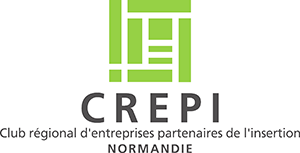 CREPI
Club régional d'entreprises partenaires de l'insertion
NORMANDIE